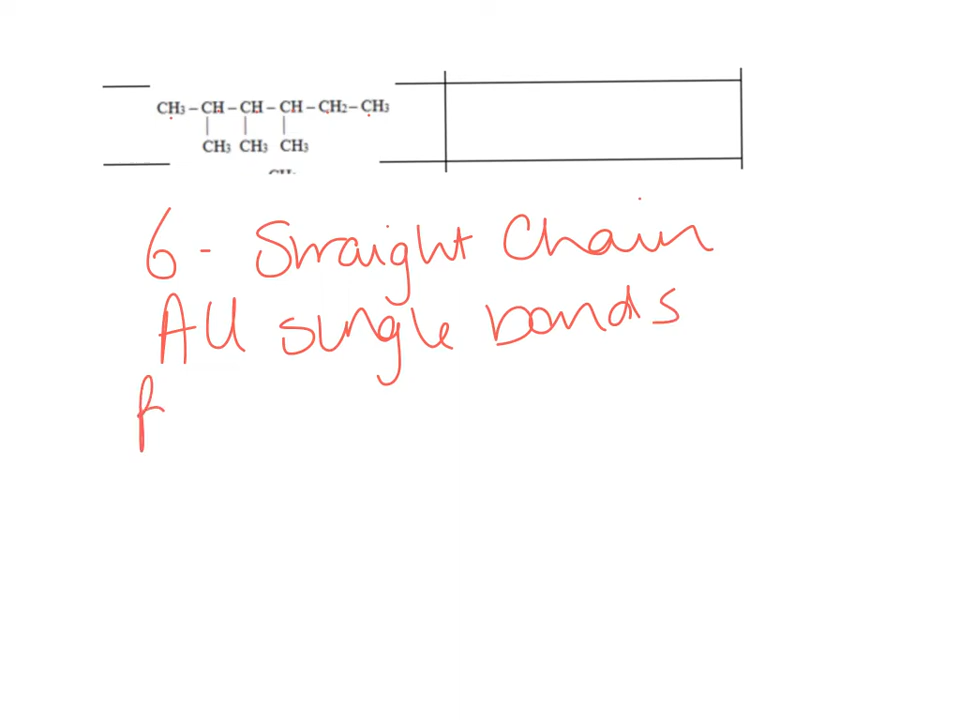 CH3 – CH – CH – CH – CH2 – CH3
CH3 CH3 CH3
6 - Straight Chain
All single bonds